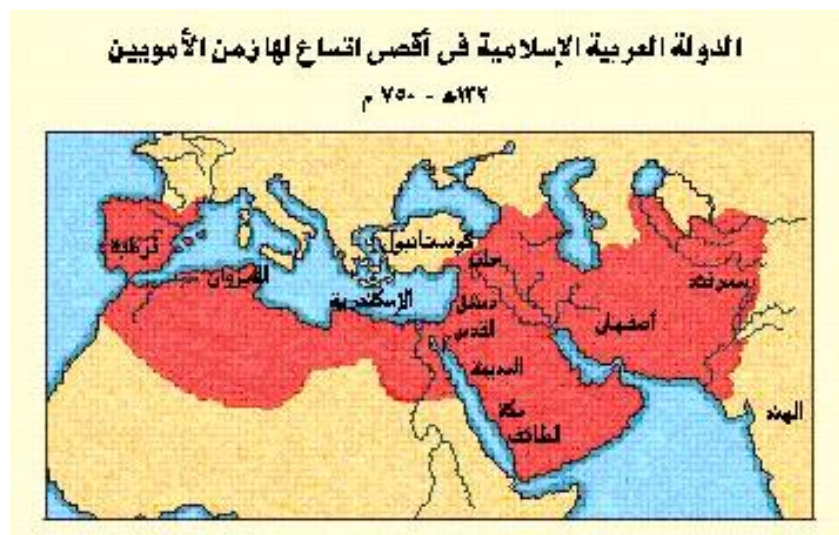 الدولة العربية الإسلامية فى أقصى اتساع لها زمن الأمويين
١٣٢هـ - ٧٥٠ م
قرطبة
القيروان
كوستانبول
حلب
سمرقند
الإسكندرية
دمشق
أصفهان
القدس
المدينة
مكة
الطائف
الهند